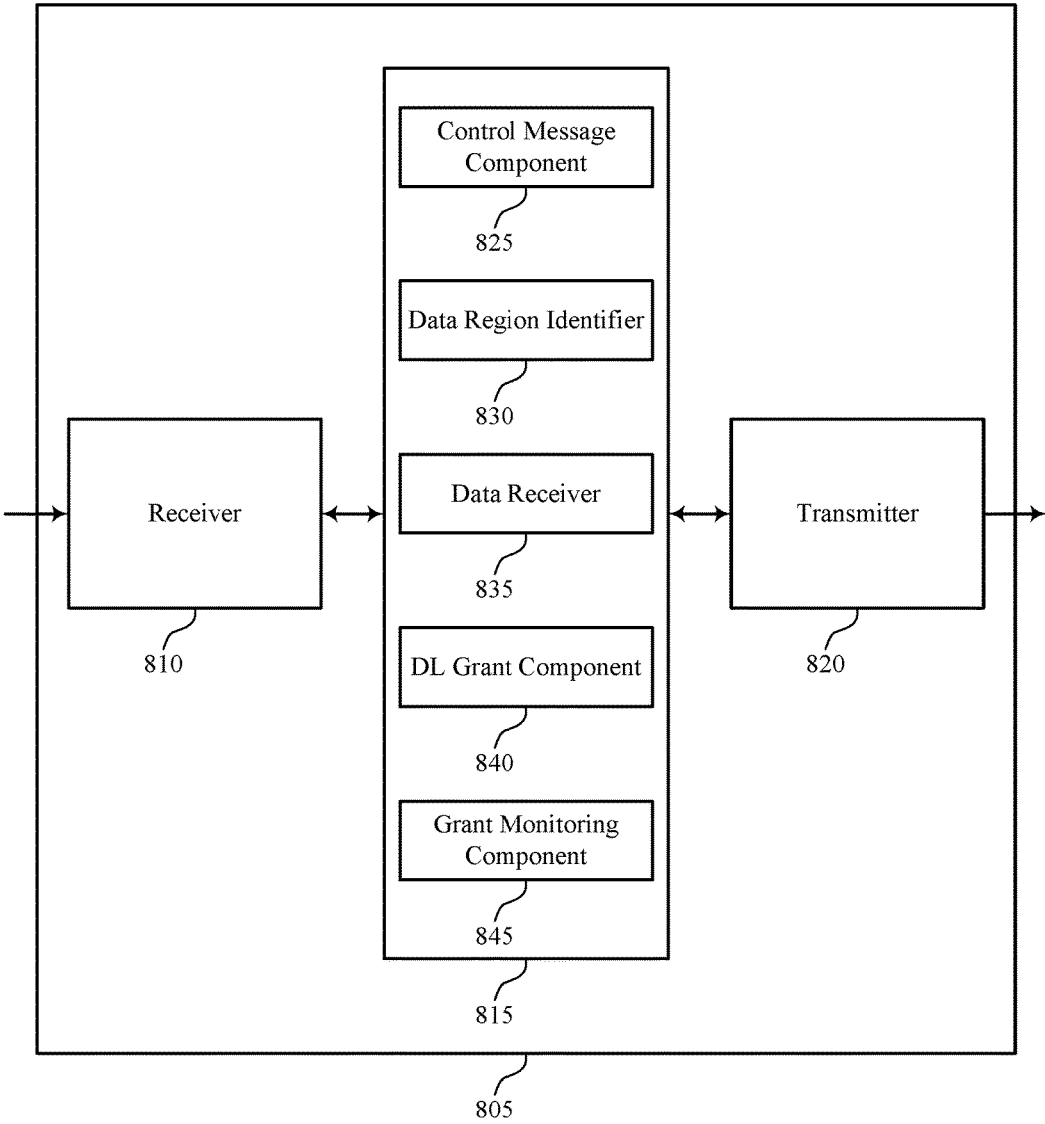 Control Message
Component
825
Data Region Identifier
830
Receiver
810
Data Receiver
835
Transmitter
820
DL Grant Component
840
Grant Monitoring
Component
845
815
805